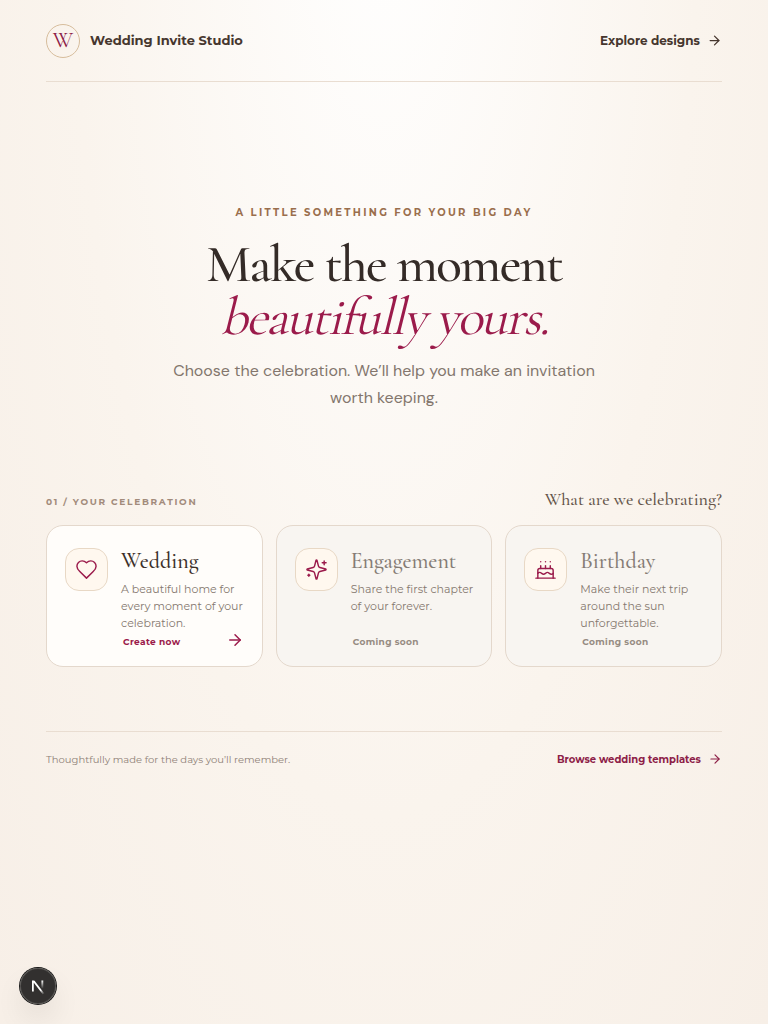 W Wedding Invite Studio
Explore designs
A LITTLE SOMETHING FOR YOUR BIG DAY
Make the moment
beautifully yours.
Choose the celebration. We’ll help you make an invitation
worth keeping.
01 / YOUR CELEBRATION
What are we celebrating?
Wedding
A beautiful home for
every moment of your
celebration.
Create now
Engagement
Share the first chapter
of your forever.
Coming soon
Birthday
Make their next trip
around the sun
unforgettable.
Coming soon
Thoughtfully made for the days you’ll remember.
Browse wedding templates
N